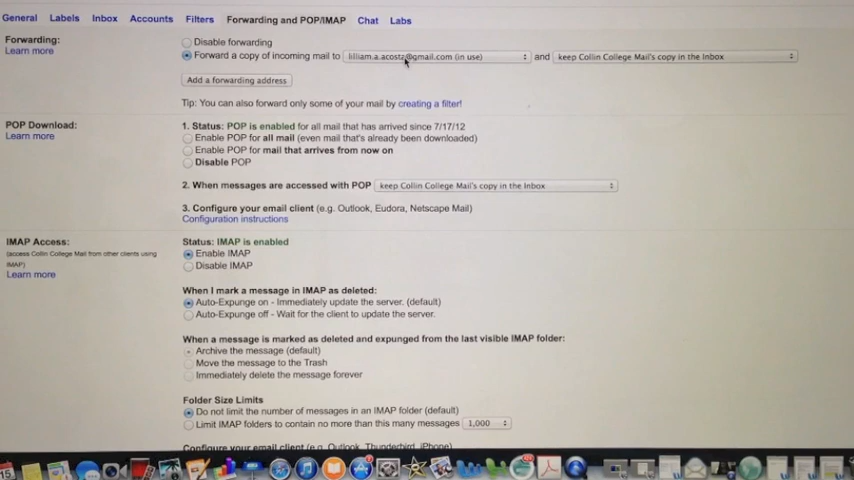 General Labels Inbox Accounts Filters Forwarding and POP/IMAP Chat Labs
Forwarding:
Learn more
Disable forwarding
Forward a copy of incoming mail to lilliam.a.acosta@gmail.com (in use) and keep Collin College Mail's copy in the Inbox
Add a forwarding address
Tip: You can also forward only some of your mail by creating a filter!
POP Download:
Learn more
1. Status: POP is enabled for all mail that has arrived since 7/17/12
Enable POP for all mail (even mail that's already been downloaded)
Enable POP for mail that arrives from now on
Disable POP
2. When messages are accessed with POP keep Collin College Mail's copy in the Inbox
3. Configure your email client (e.g. Outlook, Eudora, Netscape Mail)
Configuration instructions
IMAP Access:
(access Collin College Mail from other clients using
IMAP)
Learn more
Status: IMAP is enabled
Enable IMAP
Disable IMAP
When I mark a message in IMAP as deleted:
Auto-Expunge on - Immediately update the server. (default)
Auto-Expunge off - Wait for the client to update the server.
When a message is marked as deleted and expunged from the last visible IMAP folder:
Archive the message (default)
Move the message to the Trash
Immediately delete the message forever
Folder Size Limits
Do not limit the number of messages in an IMAP folder (default)
Limit IMAP folders to contain no more than this many messages 1,000
Configure your email client (e.g. Outlook, Thunderbird, iPhone)
15